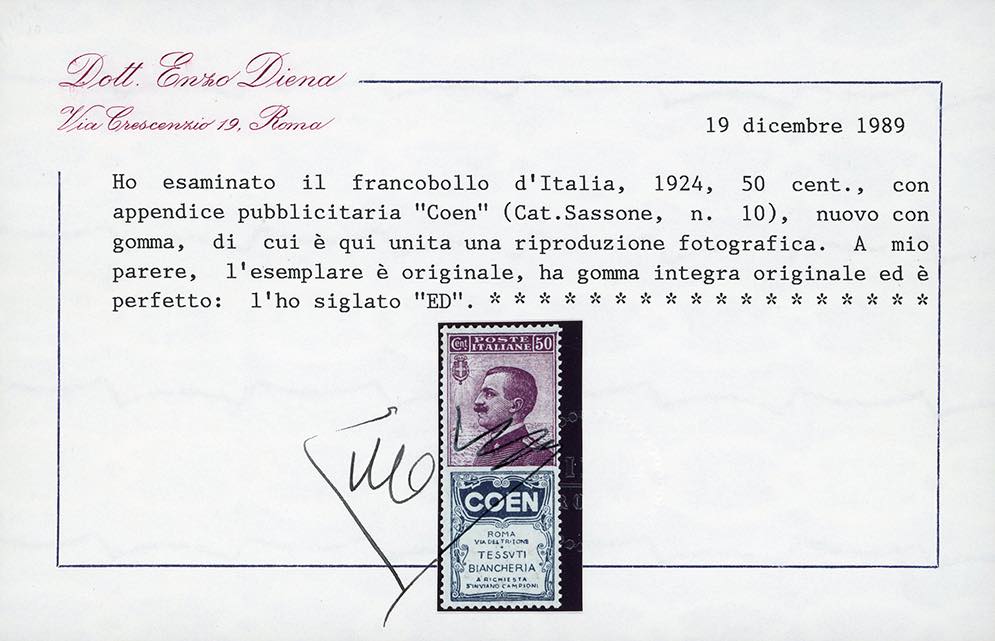 Dott. Enzo Diena
Via Crescenzio 19, Roma
19 dicembre 1989
Ho esaminato il francobollo d'Italia, 1924, 50 cent., con
appendice pubblicitaria "Coen" (Cat.Sassone, n. 10), nuovo con
gomma, di cui è qui unita una riproduzione fotografica. A mio
parere, l'esemplare è originale, ha gomma integra originale ed è
perfetto: l'ho siglato "ED". * * * * * * * * * * * * * * * * * *
Cent POSTE ITALIANE 50
COEN
ROMA
VIA DEL TRITONE
TESSVTI
BIANCHERIA
A RICHIESTA
S'INVIANO CAMPIONI